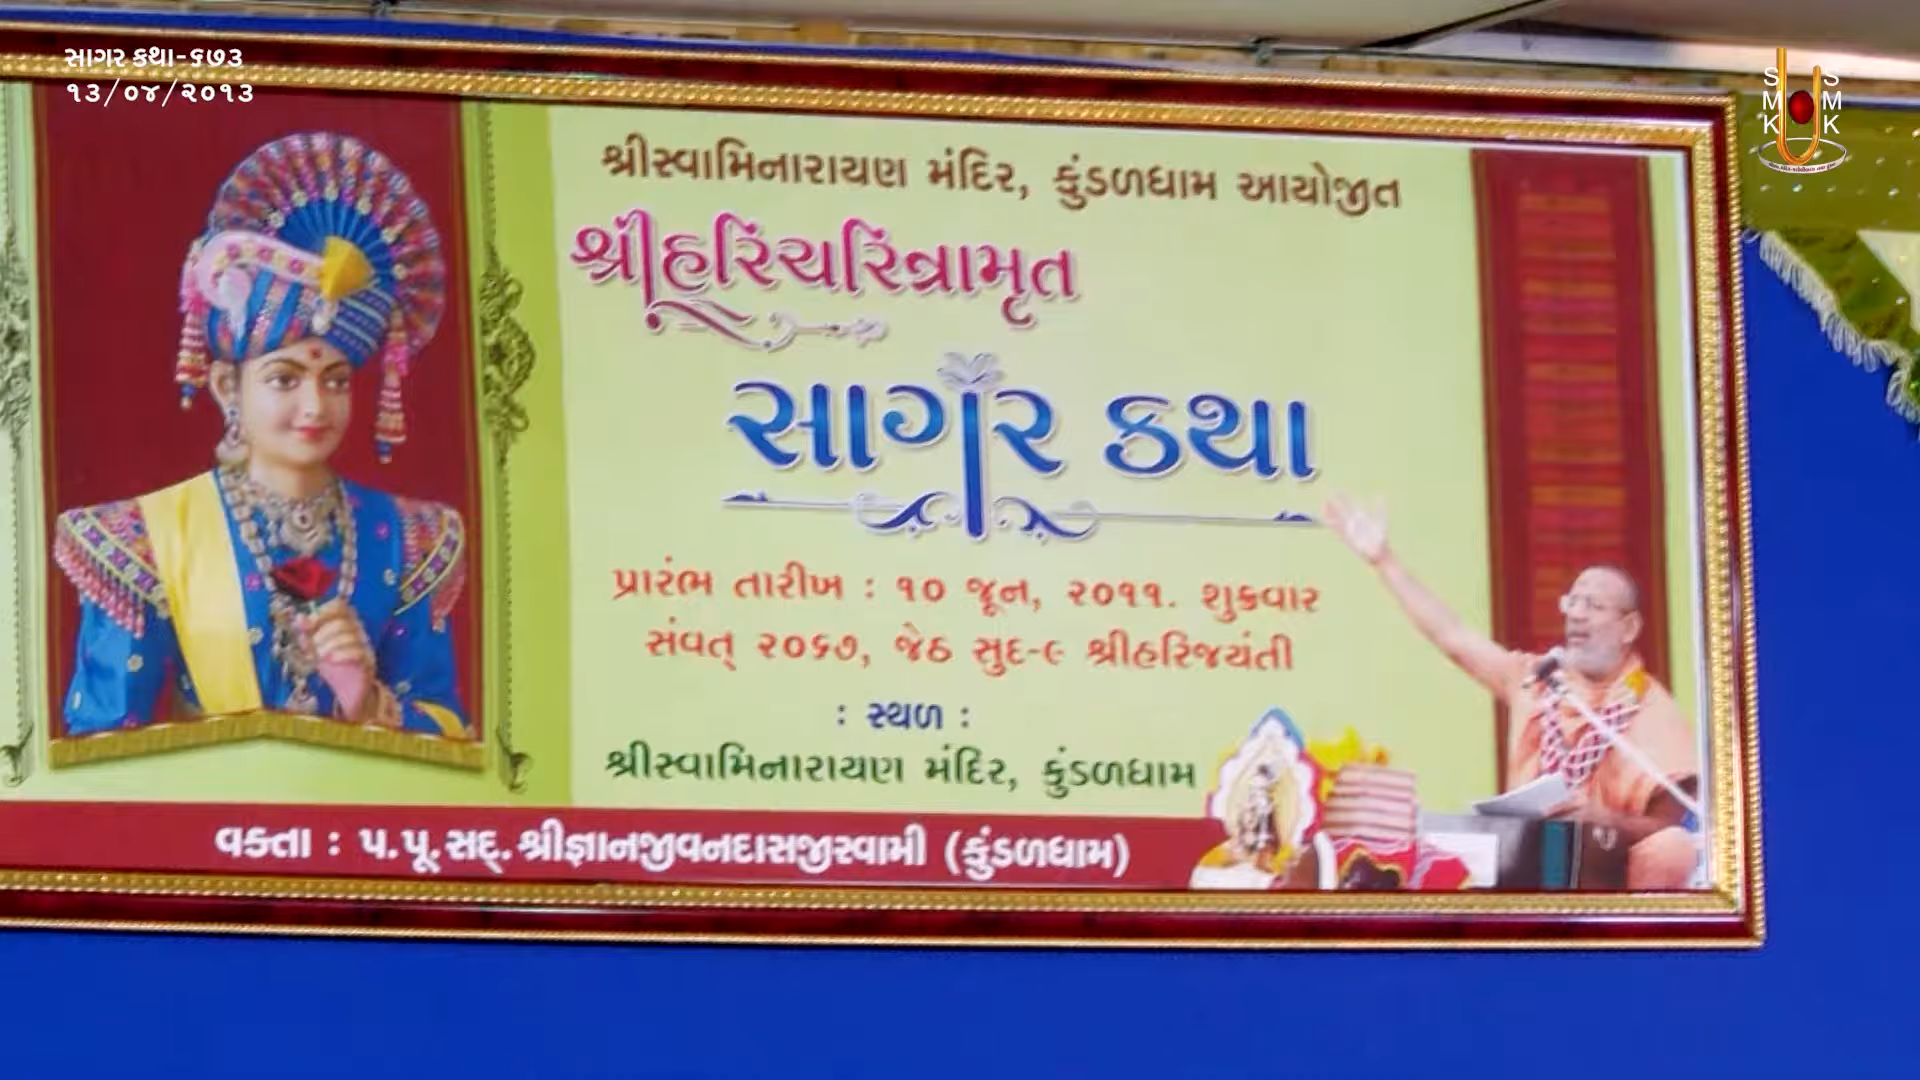 સાગર કથા-૬૭૩
૧૩/૦૪/૨૦૧૩
S S
M M
K K
શ્રીસ્વામિનારાયણ મંદિર, કુંડળધામ આયોજીત
શ્રીહરિચરિત્રામૃત
સાગર કથા
પ્રારંભ તારીખ : ૧૦ જૂન, ૨૦૧૧. શુક્રવાર
સંવત્ ૨૦૬૭, જેઠ સુદ-૯ શ્રીહરિજયંતી
: સ્થળ :
શ્રીસ્વામિનારાયણ મંદિર, કુંડળધામ
વક્તા : પ.પૂ.સદ્.શ્રીજ્ઞાનજીવનદાસજીસ્વામી (કુંડળધામ)